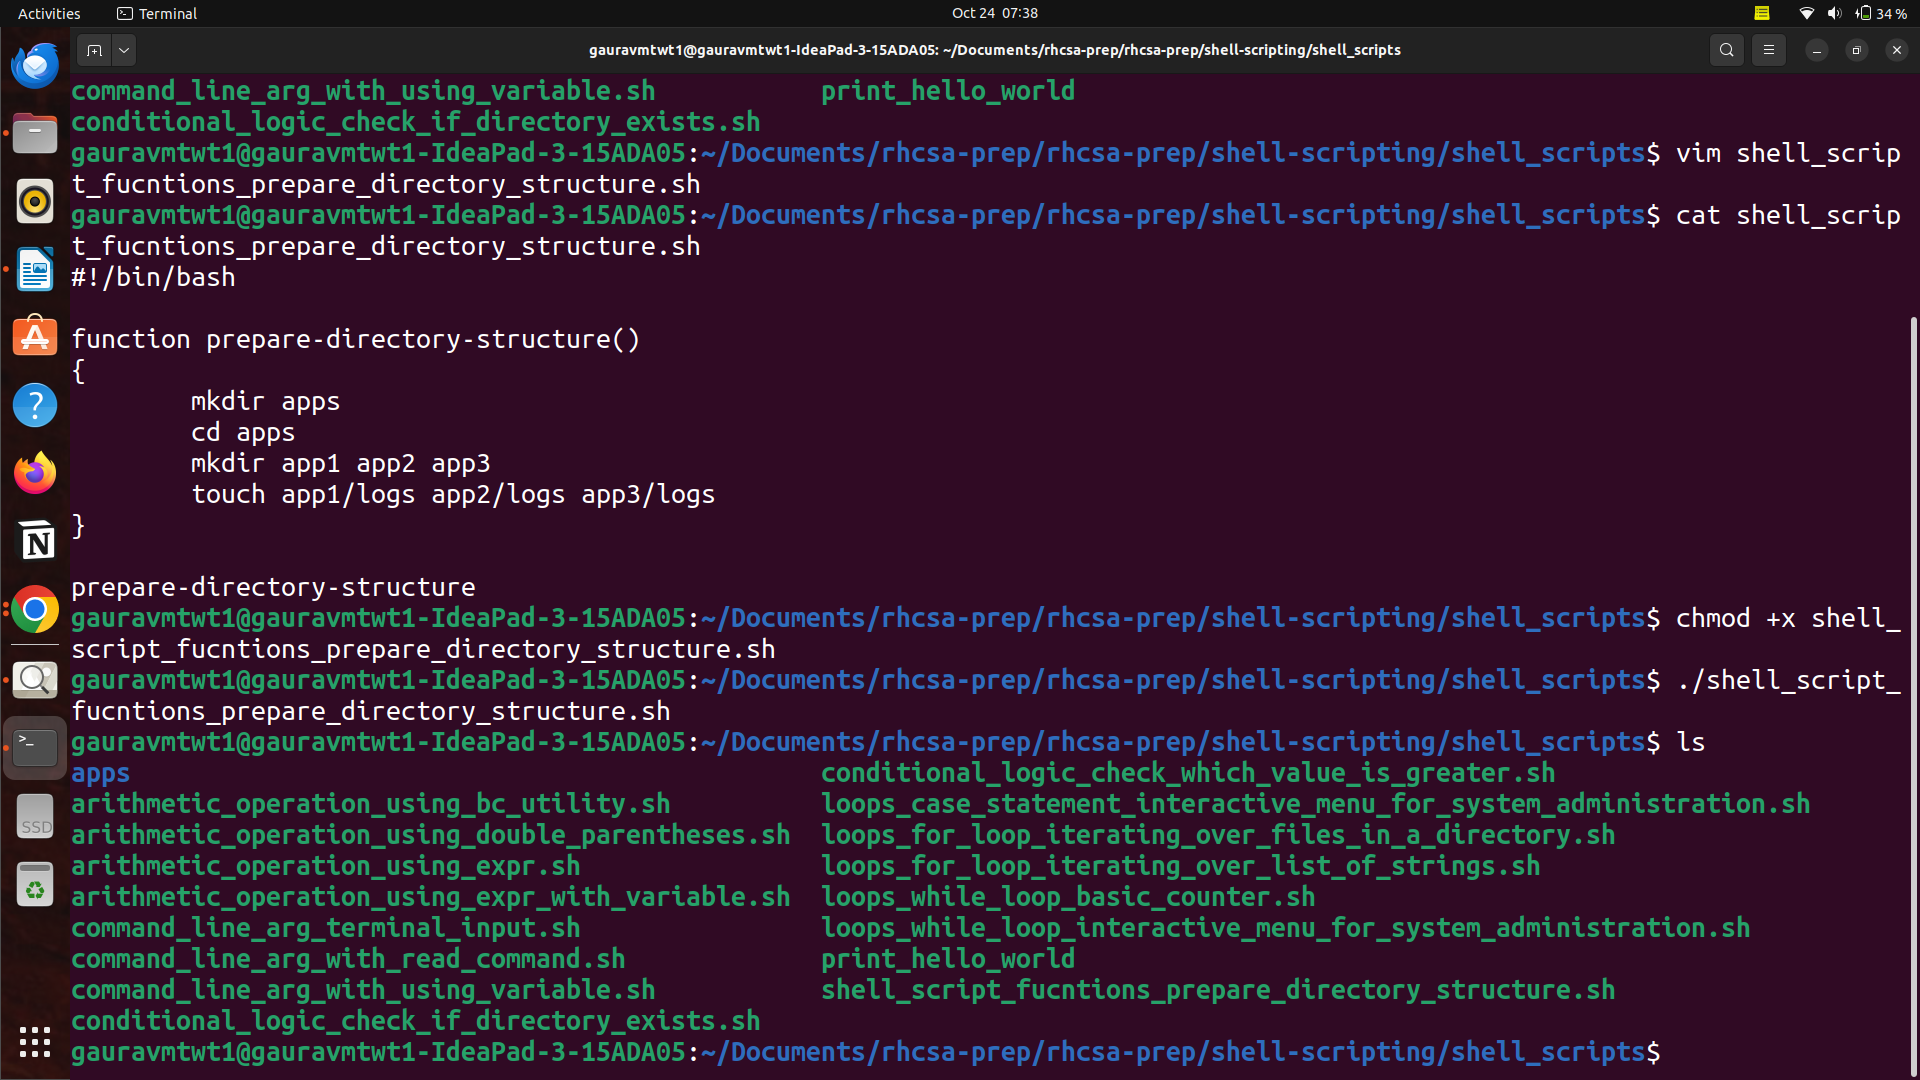 Activities
Terminal
Oct 24 07:38
34 %
gauravmtwt1@gauravmtwt1-IdeaPad-3-15ADA05: ~/Documents/rhcsa-prep/rhcsa-prep/shell-scripting/shell_scripts
command_line_arg_with_using_variable.sh print_hello_world
conditional_logic_check_if_directory_exists.sh
gauravmtwt1@gauravmtwt1-IdeaPad-3-15ADA05:~/Documents/rhcsa-prep/rhcsa-prep/shell-scripting/shell_scripts$ vim shell_scrip
t_fucntions_prepare_directory_structure.sh
gauravmtwt1@gauravmtwt1-IdeaPad-3-15ADA05:~/Documents/rhcsa-prep/rhcsa-prep/shell-scripting/shell_scripts$ cat shell_scrip
t_fucntions_prepare_directory_structure.sh
#!/bin/bash
function prepare-directory-structure()
{
mkdir apps
cd apps
mkdir app1 app2 app3
touch app1/logs app2/logs app3/logs
}
prepare-directory-structure
gauravmtwt1@gauravmtwt1-IdeaPad-3-15ADA05:~/Documents/rhcsa-prep/rhcsa-prep/shell-scripting/shell_scripts$ chmod +x shell_
script_fucntions_prepare_directory_structure.sh
gauravmtwt1@gauravmtwt1-IdeaPad-3-15ADA05:~/Documents/rhcsa-prep/rhcsa-prep/shell-scripting/shell_scripts$ ./shell_script_
fucntions_prepare_directory_structure.sh
gauravmtwt1@gauravmtwt1-IdeaPad-3-15ADA05:~/Documents/rhcsa-prep/rhcsa-prep/shell-scripting/shell_scripts$ ls
apps conditional_logic_check_which_value_is_greater.sh
arithmetic_operation_using_bc_utility.sh loops_case_statement_interactive_menu_for_system_administration.sh
arithmetic_operation_using_double_parentheses.sh loops_for_loop_iterating_over_files_in_a_directory.sh
arithmetic_operation_using_expr.sh loops_for_loop_iterating_over_list_of_strings.sh
arithmetic_operation_using_expr_with_variable.sh loops_while_loop_basic_counter.sh
command_line_arg_terminal_input.sh loops_while_loop_interactive_menu_for_system_administration.sh
command_line_arg_with_read_command.sh print_hello_world
command_line_arg_with_using_variable.sh shell_script_fucntions_prepare_directory_structure.sh
conditional_logic_check_if_directory_exists.sh
gauravmtwt1@gauravmtwt1-IdeaPad-3-15ADA05:~/Documents/rhcsa-prep/rhcsa-prep/shell-scripting/shell_scripts$
SSD